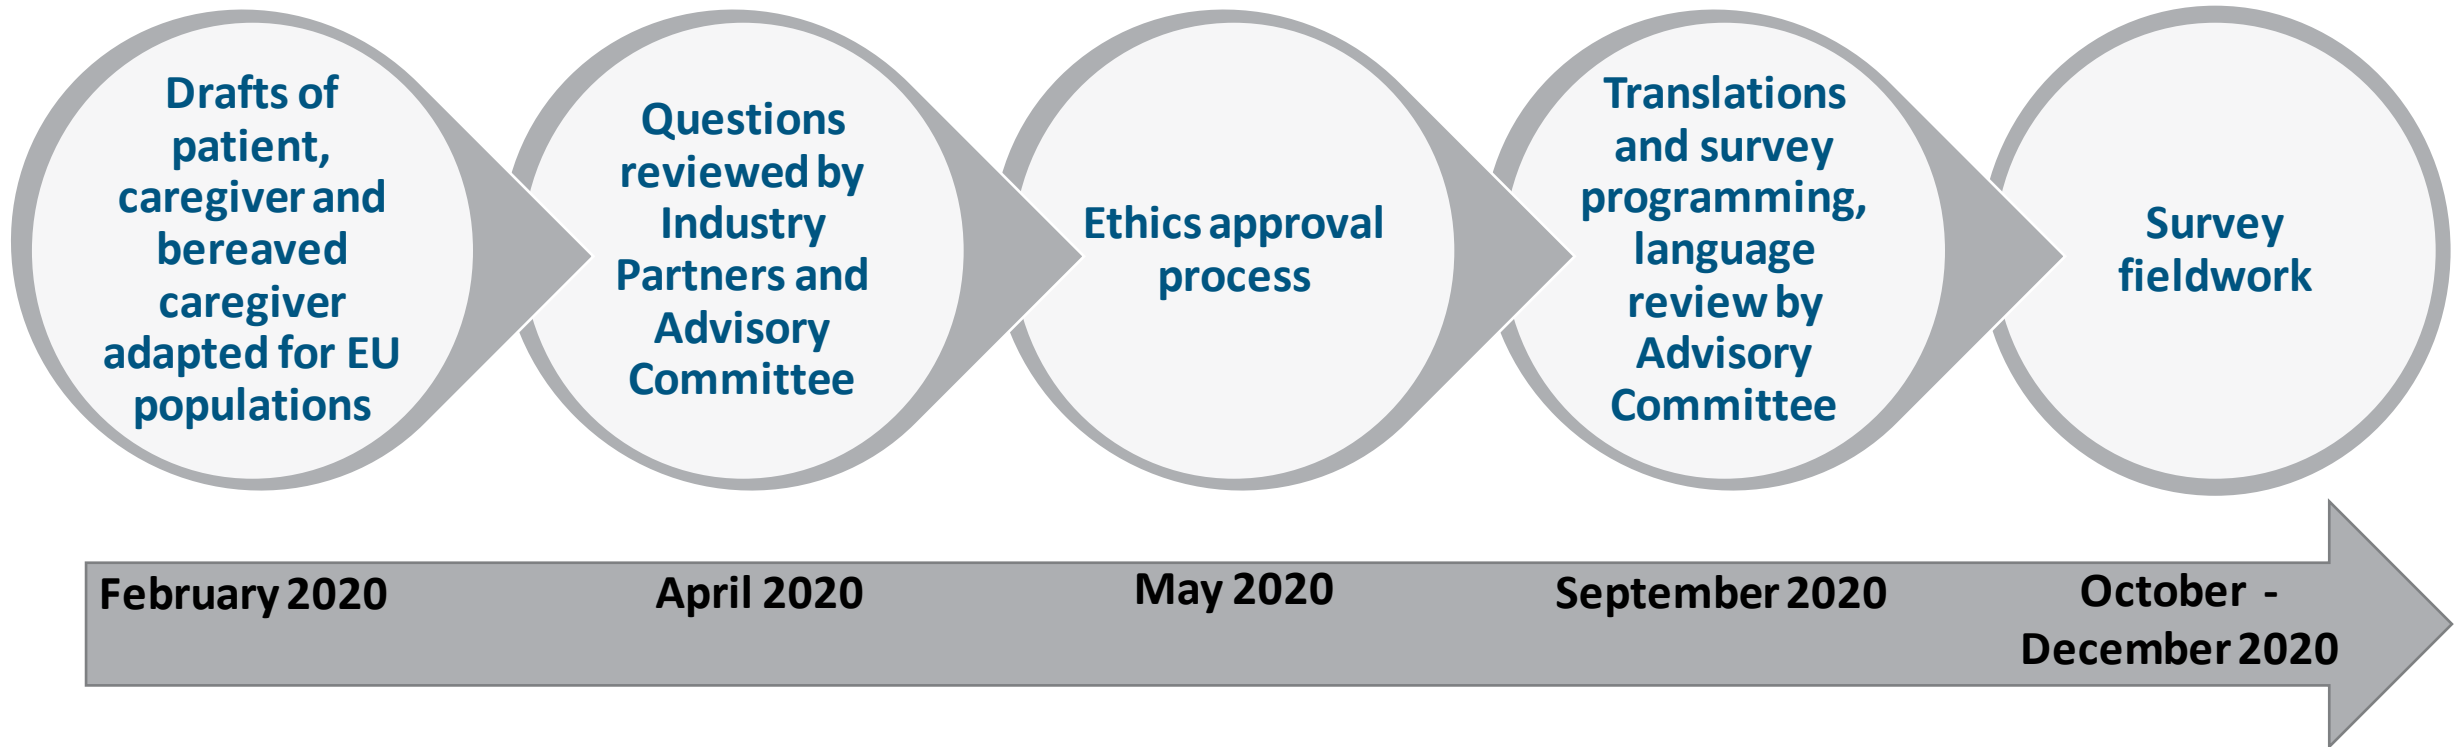 Drafts of
patient,
caregiver and
bereaved
caregiver
adapted for EU
populations
Questions
reviewed by
Industry
Partners and
Advisory
Committee
Ethics approval
process
Translations
and survey
programming,
language
review by
Advisory
Committee
Survey
fieldwork
February 2020
April 2020
May 2020
September 2020
October -
December 2020